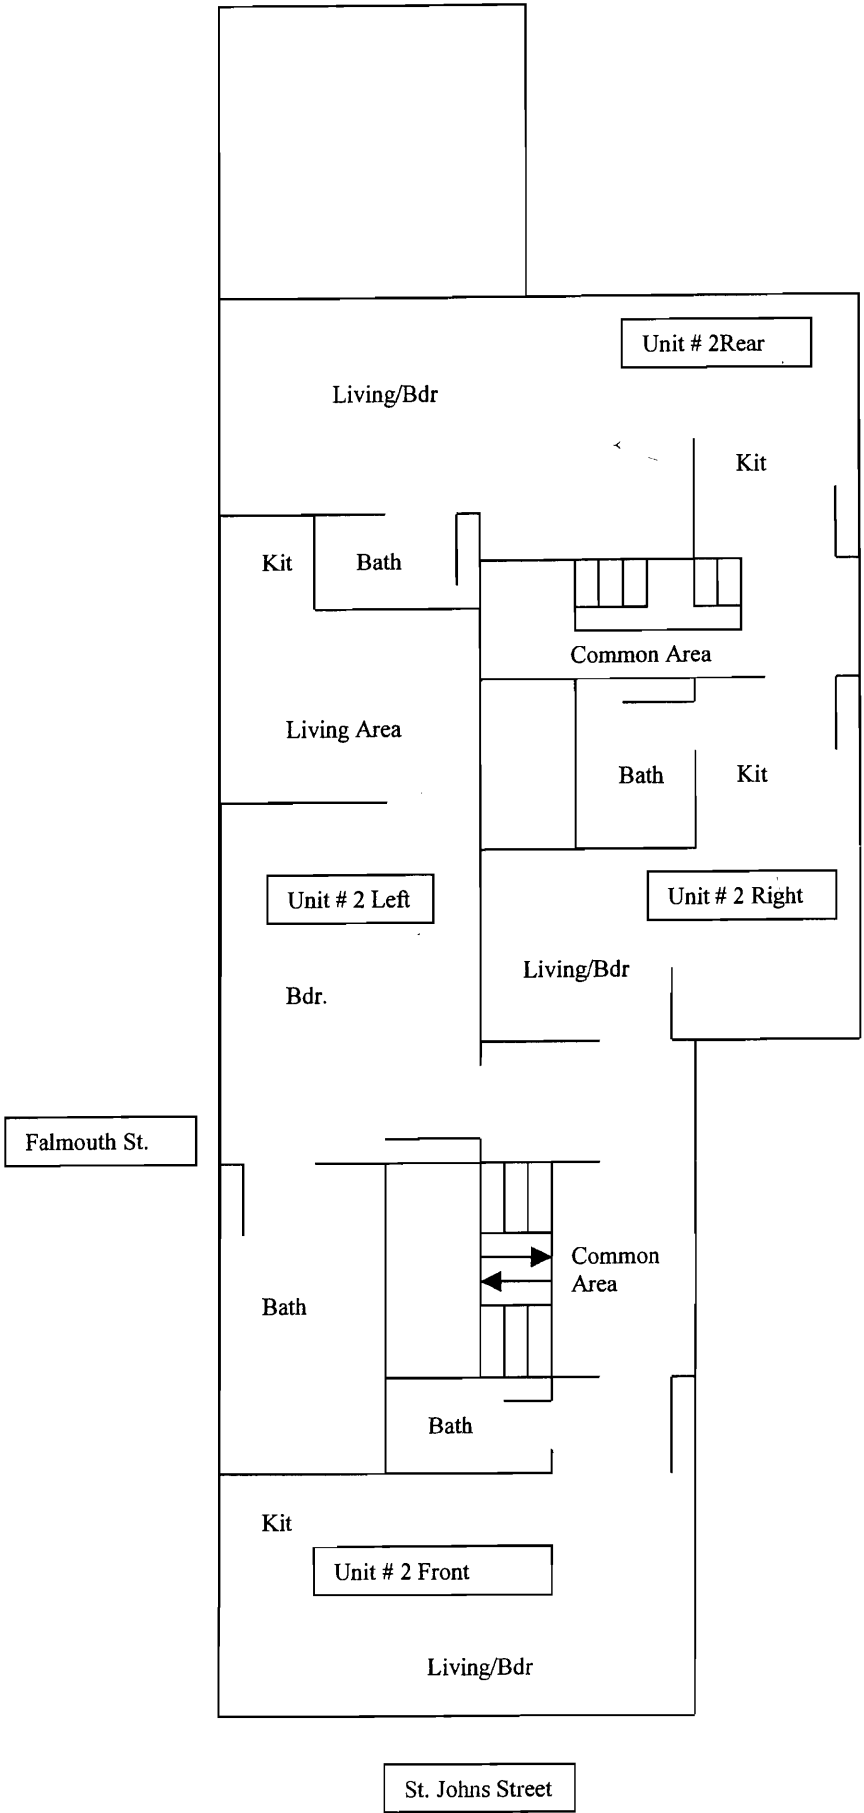 Unit # 2Rear
Living/Bdr
Kit
Kit
Bath
Common Area
Living Area
Bath
Kit
Unit # 2 Left
Unit # 2 Right
Living/Bdr
Bdr.
Falmouth St.
Common
Area
Bath
Bath
Kit
Unit # 2 Front
Living/Bdr
St. Johns Street